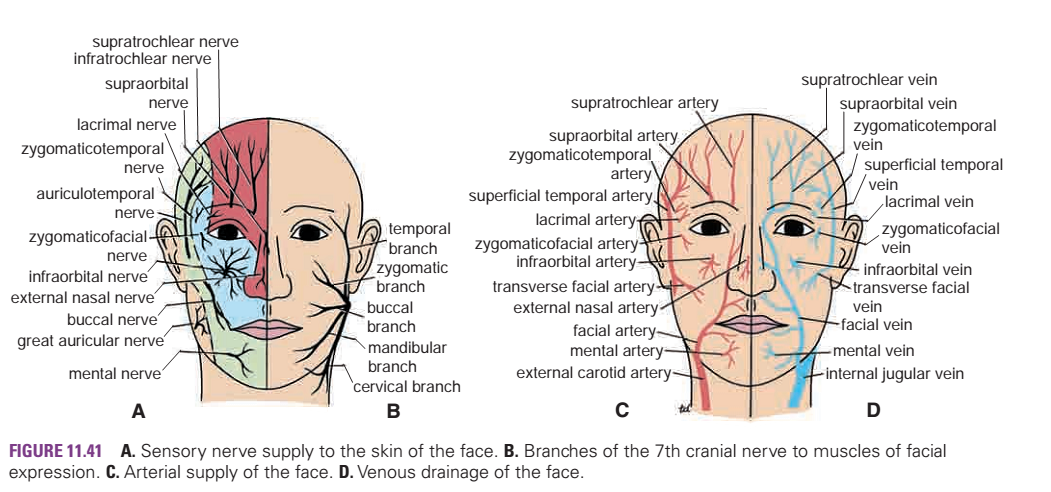 supratrochlear nerve
infratrochlear nerve
supraorbital
nerve
lacrimal nerve
zygomaticotemporal
nerve
auriculotemporal
nerve
zygomaticofacial
nerve
infraorbital nerve
external nasal nerve
buccal nerve
great auricular nerve
mental nerve
temporal
branch
zygomatic
branch
buccal
branch
mandibular
branch
cervical branch
A
B
supratrochlear artery
supraorbital artery
zygomaticotemporal
artery
superficial temporal artery
lacrimal artery
zygomaticofacial artery
infraorbital artery
transverse facial artery
external nasal artery
facial artery
mental artery
external carotid artery
supratrochlear vein
supraorbital vein
zygomaticotemporal
vein
superficial temporal
vein
lacrimal vein
zygomaticofacial
vein
infraorbital vein
transverse facial
vein
facial vein
mental vein
internal jugular vein
C
D
FIGURE 11.41 A. Sensory nerve supply to the skin of the face. B. Branches of the 7th cranial nerve to muscles of facial
expression. C. Arterial supply of the face. D. Venous drainage of the face.